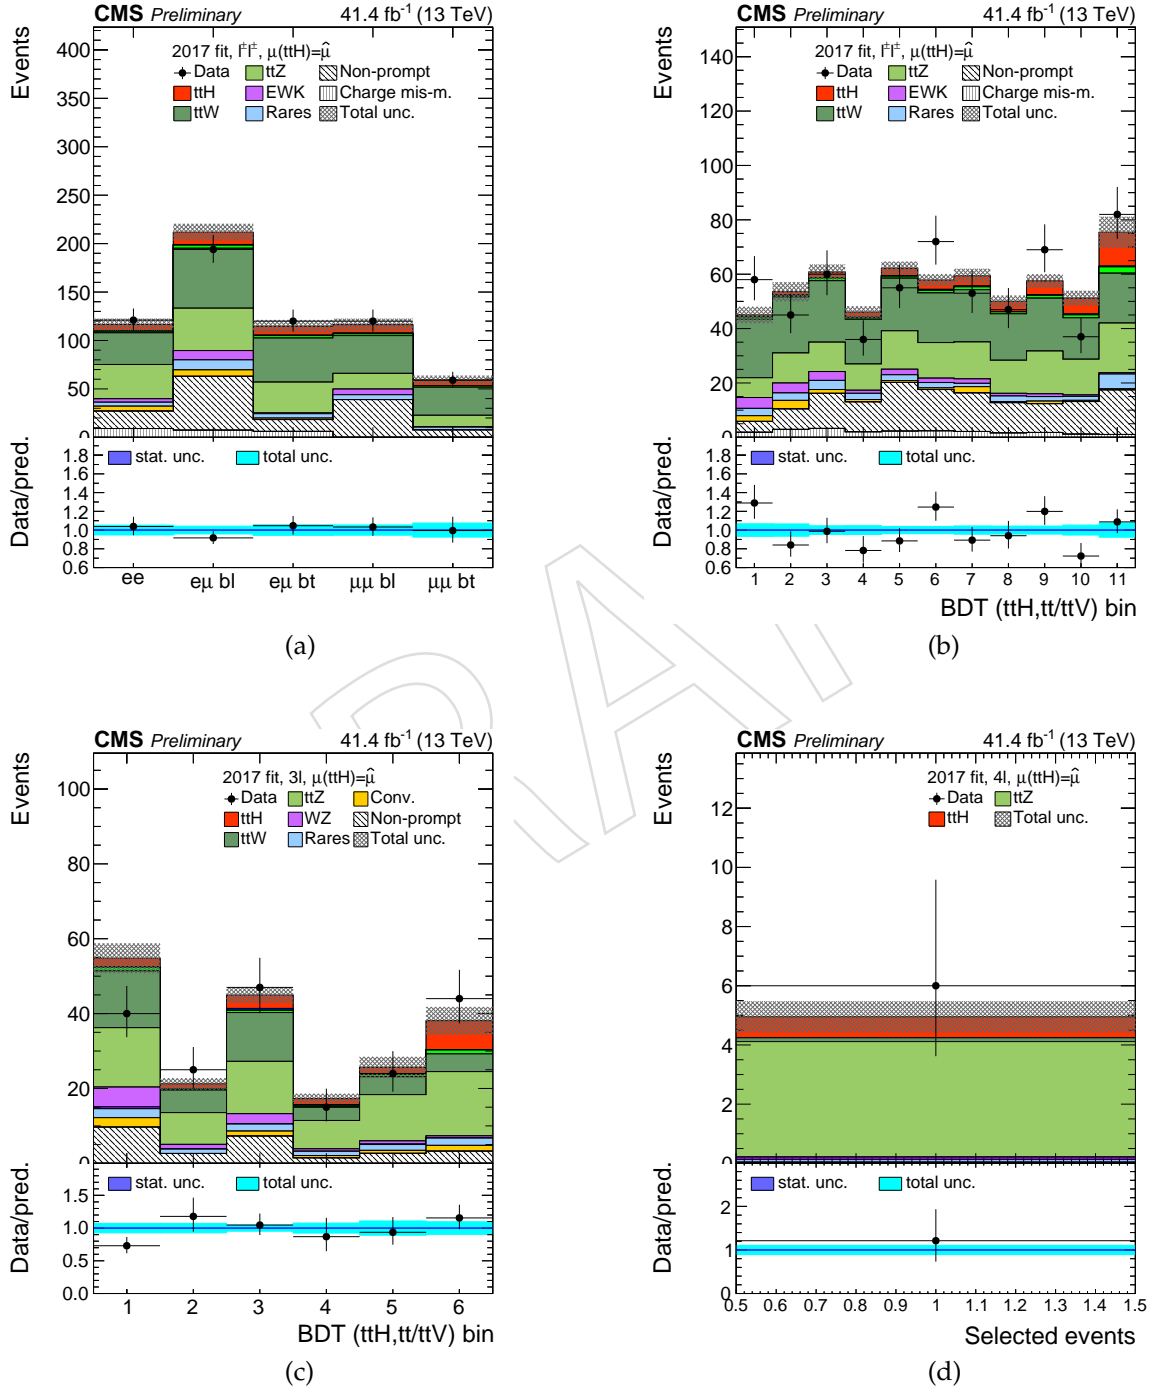 CMS Preliminary 41.4 fb⁻¹ (13 TeV)
Events
2017 fit, l±l±, μ(ttH)=μ̂
Data ttZ Non-prompt
ttH EWK Charge mis-m.
ttW Rares Total unc.
400
350
300
250
200
150
100
50
0
Data/pred.
stat. unc. total unc.
1.8
1.6
1.4
1.2
1.0
0.8
0.6
ee eμ bl eμ bt μμ bl μμ bt
(a)
CMS Preliminary 41.4 fb⁻¹ (13 TeV)
Events
2017 fit, l±l±, μ(ttH)=μ̂
Data ttZ Non-prompt
ttH EWK Charge mis-m.
ttW Rares Total unc.
140
120
100
80
60
40
20
0
Data/pred.
stat. unc. total unc.
1.8
1.6
1.4
1.2
1.0
0.8
0.6
1 2 3 4 5 6 7 8 9 10 11
BDT (ttH,tt/ttV) bin
(b)
CMS Preliminary 41.4 fb⁻¹ (13 TeV)
Events
2017 fit, 3l, μ(ttH)=μ̂
Data ttZ Conv.
ttH WZ Non-prompt
ttW Rares Total unc.
100
80
60
40
20
0
Data/pred.
stat. unc. total unc.
1.5
1.0
0.5
0.0
1 2 3 4 5 6
BDT (ttH,tt/ttV) bin
(c)
CMS Preliminary 41.4 fb⁻¹ (13 TeV)
Events
2017 fit, 4l, μ(ttH)=μ̂
Data ttZ
ttH Total unc.
12
10
8
6
4
2
0
Data/pred.
stat. unc. total unc.
2
1
0
0.5 0.6 0.7 0.8 0.9 1 1.1 1.2 1.3 1.4 1.5
Selected events
(d)
DRAFT